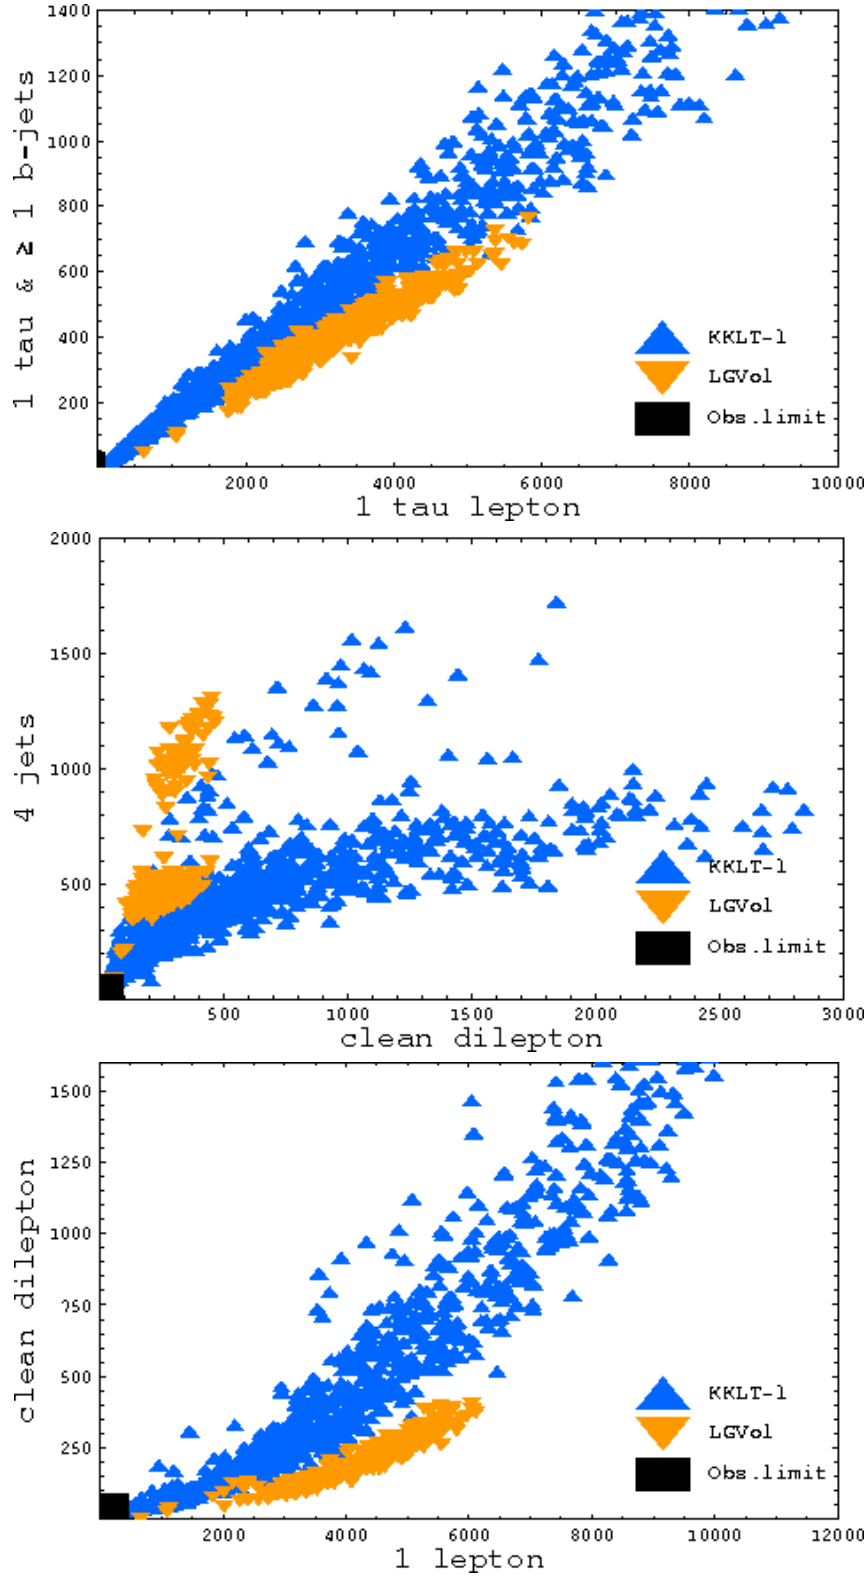 1400
1200
1000
800
600
400
200
1 tau & ≥ 1 b-jets
KKLT-l
LGVol
Obs.limit
2000 4000 6000 8000 10000
1 tau lepton
2000
1500
1000
500
4 jets
KKLT-l
LGVol
Obs.limit
500 1000 1500 2000 2500 3000
clean dilepton
1500
1250
1000
750
500
250
clean dilepton
KKLT-l
LGVol
Obs.limit
2000 4000 6000 8000 10000 12000
1 lepton